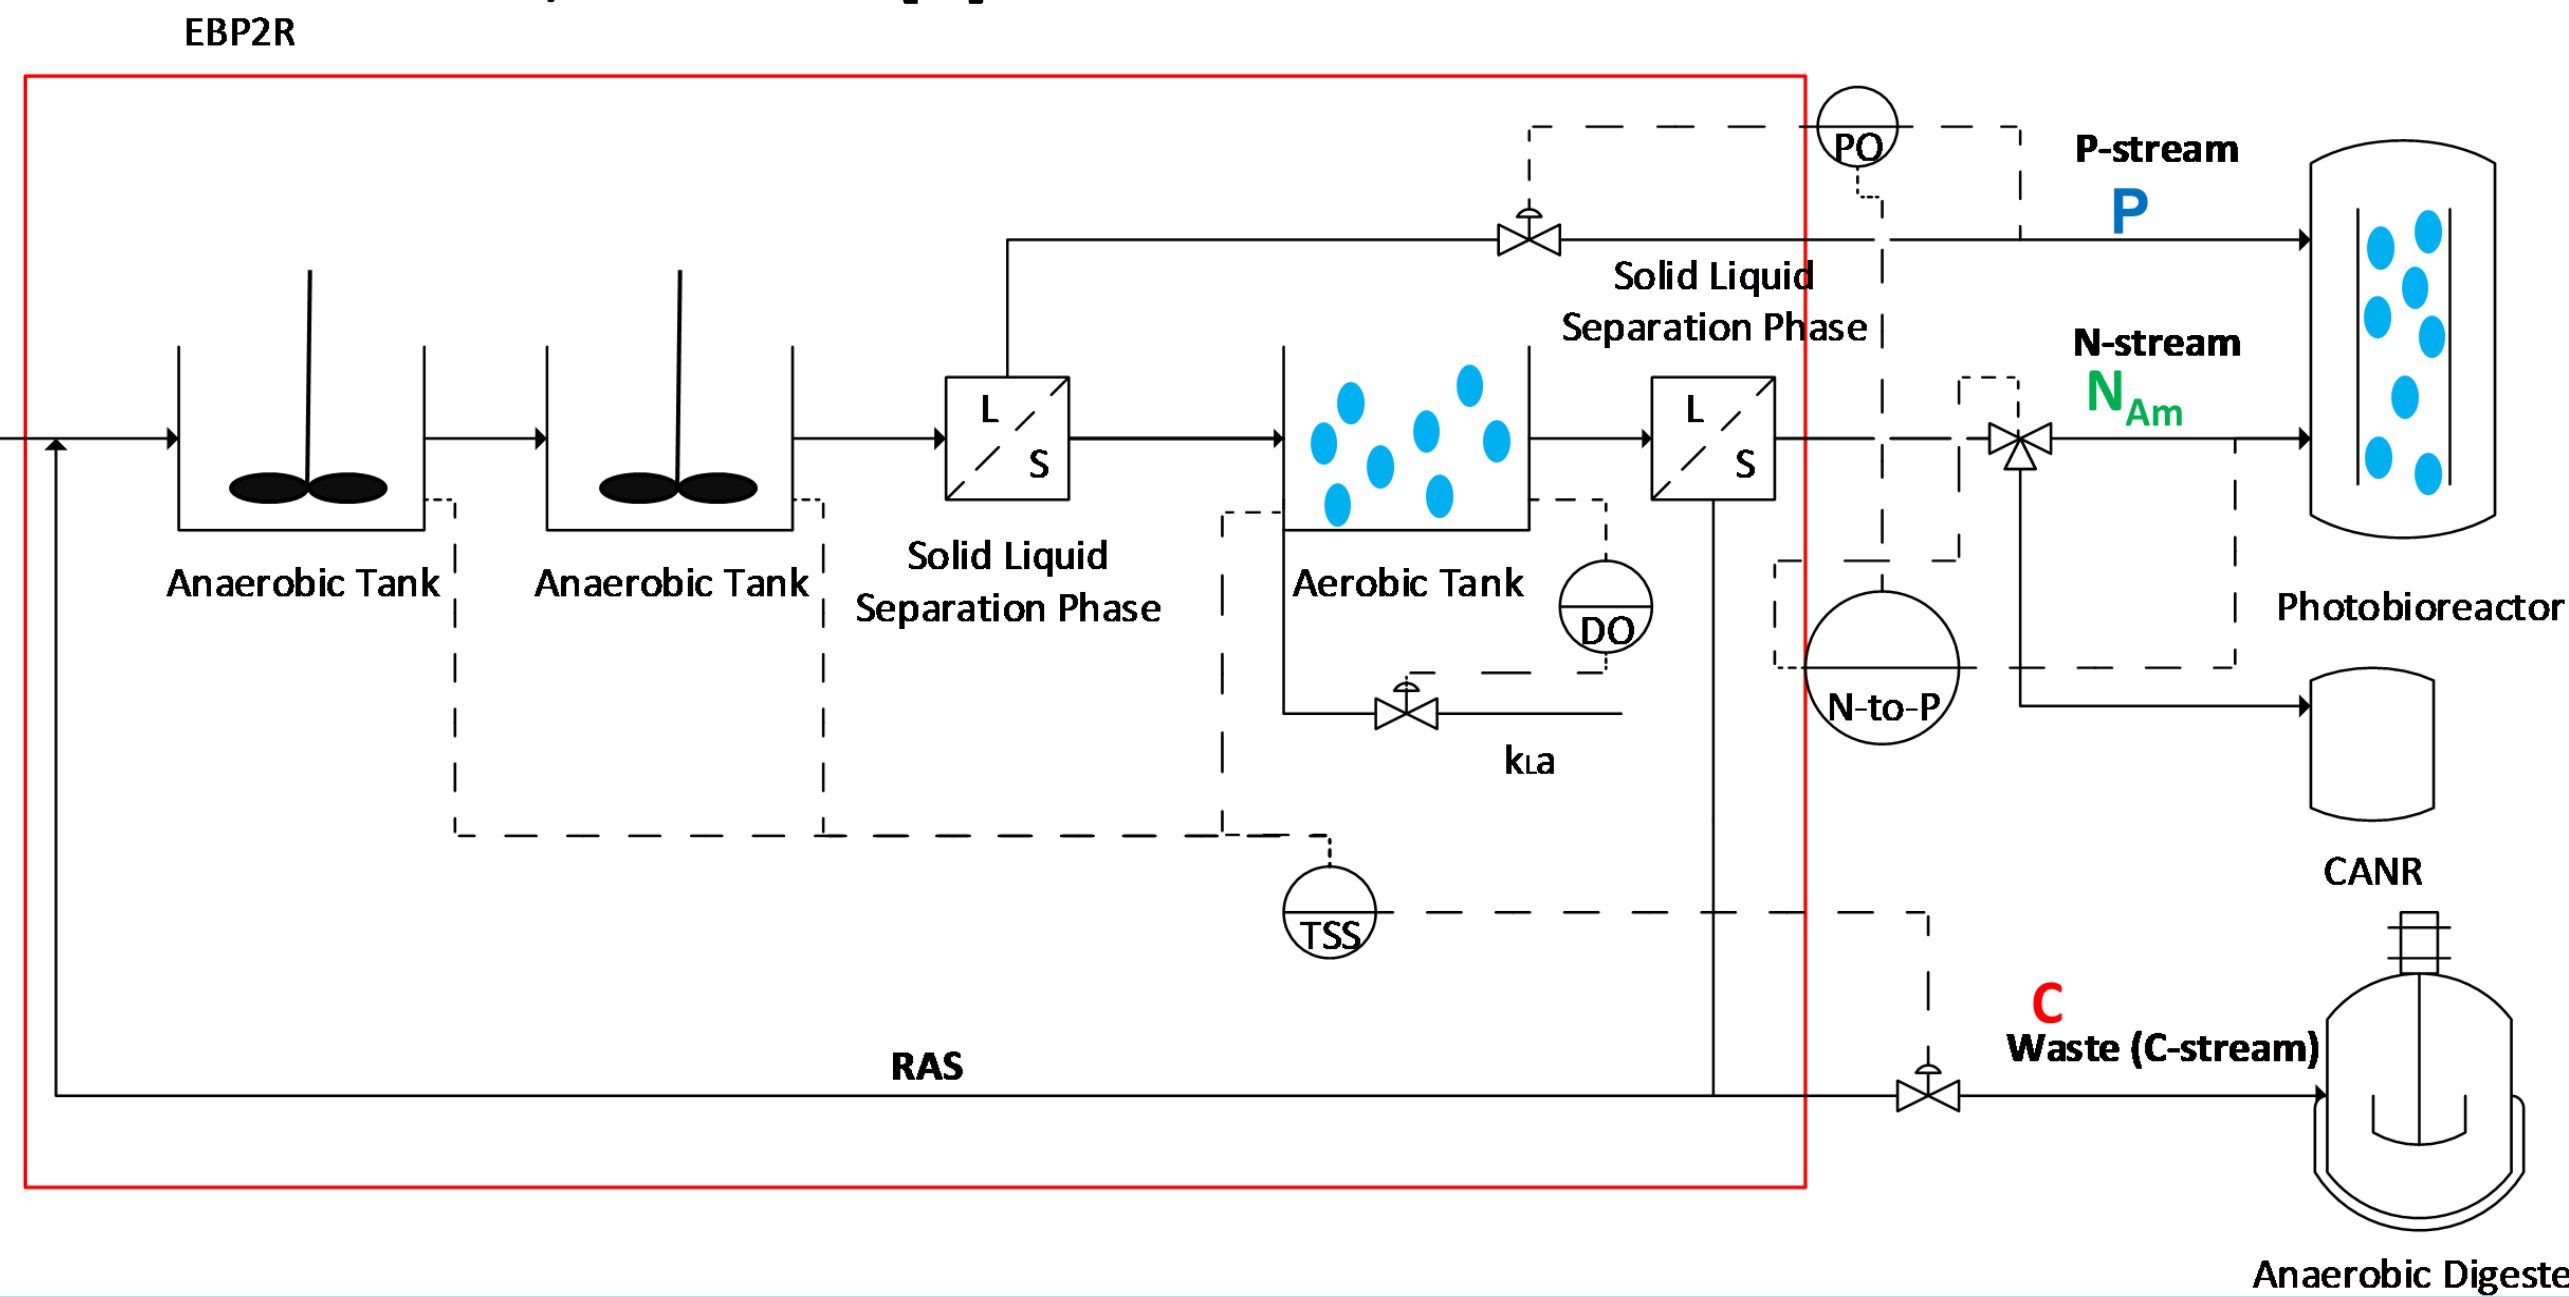 EBP2R
PO
P-stream
P
Solid Liquid
Separation Phase
N-stream
NAm
L
S
L
S
Anaerobic Tank
Anaerobic Tank
Solid Liquid
Separation Phase
Aerobic Tank
DO
Photobioreactor
N-to-P
kLa
CANR
TSS
C
Waste (C-stream)
RAS
Anaerobic Digeste